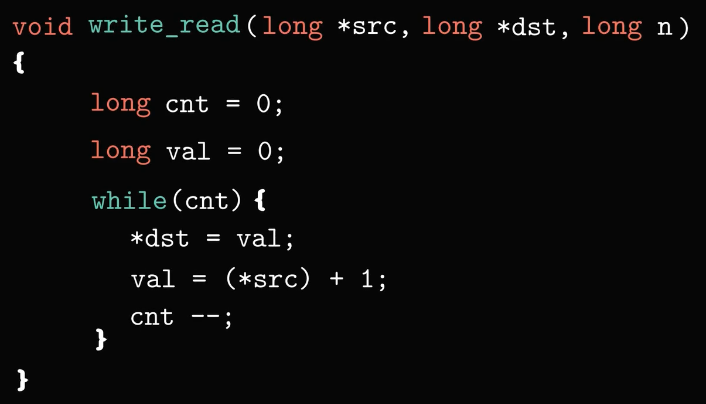 void write_read(long *src, long *dst, long n)
{
long cnt = 0;
long val = 0;
while(cnt) {
*dst = val;
val = (*src) + 1;
cnt --;
}
}